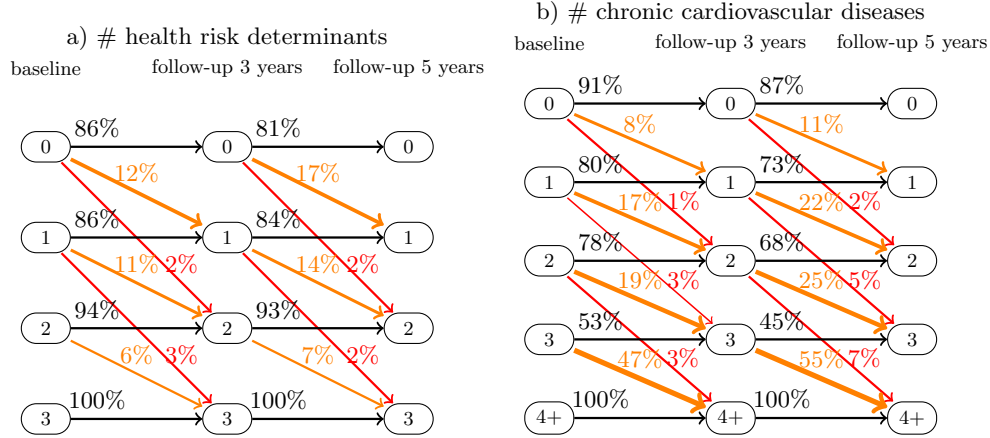 a) # health risk determinants
baseline follow-up 3 years follow-up 5 years
86% 81%
0 0 0
12% 17%
86% 84%
1 1 1
11% 2% 14% 2%
94% 93%
2 2 2
6% 3% 7% 2%
100% 100%
3 3 3
b) # chronic cardiovascular diseases
baseline follow-up 3 years follow-up 5 years
91% 87%
0 0 0
8% 11%
80% 73%
1 1 1
17% 1% 22% 2%
78% 68%
2 2 2
19% 3% 25% 5%
53% 45%
3 3 3
47% 3% 55% 7%
100% 100%
4+ 4+ 4+